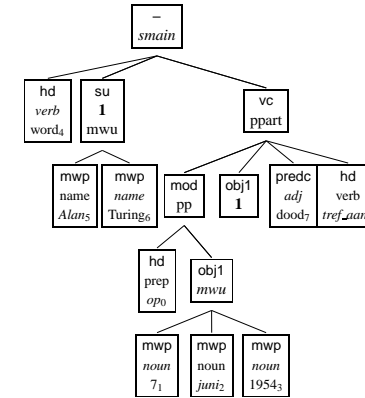 –
smain
hd
verb
word4
su
1
mwu
vc
ppart
mwp
name
Alan5
mwp
name
Turing6
mod
pp
obj1
1
predc
adj
dood7
hd
verb
tref_aan
hd
prep
op0
obj1
mwu
mwp
noun
71
mwp
noun
juni2
mwp
noun
19543